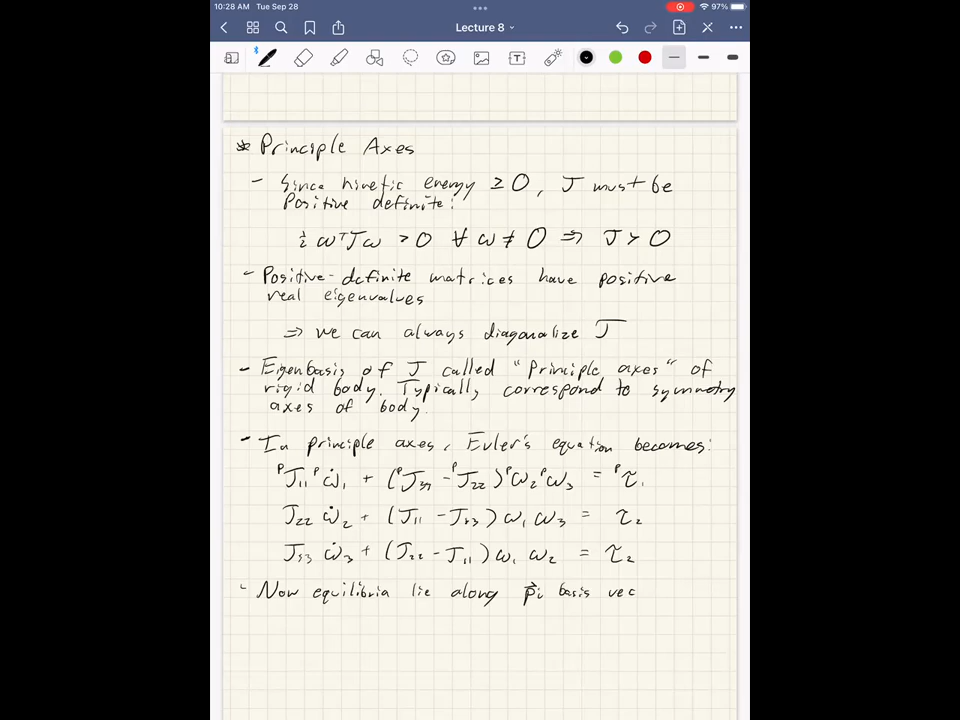 10:28 AM Tue Sep 28
97%
Lecture 8
* Principle Axes
- Since kinetic energy ≥ 0, J must be
Positive definite:
½ ωᵀJω > 0 ∀ ω ≠ 0 ⇒ J > 0
- Positive-definite matrices have positive
real eigenvalues
⇒ we can always diagonalize J
- Eigenbasis of J called "Principle axes" of
rigid body. Typically correspond to symmetry
axes of body.
- In principle axes, Euler's equation becomes:
ᴾJ₁₁ ᴾω̇₁ + (ᴾJ₃₃ - ᴾJ₂₂) ᴾω₂ ᴾω₃ = ᴾτ₁
J₂₂ ω̇₂ + (J₁₁ - J₃₃) ω₁ ω₃ = τ₂
J₃₃ ω̇₃ + (J₂₂ - J₁₁) ω₁ ω₂ = τ₂
- Now equilibria lie along p⃗i basis vec